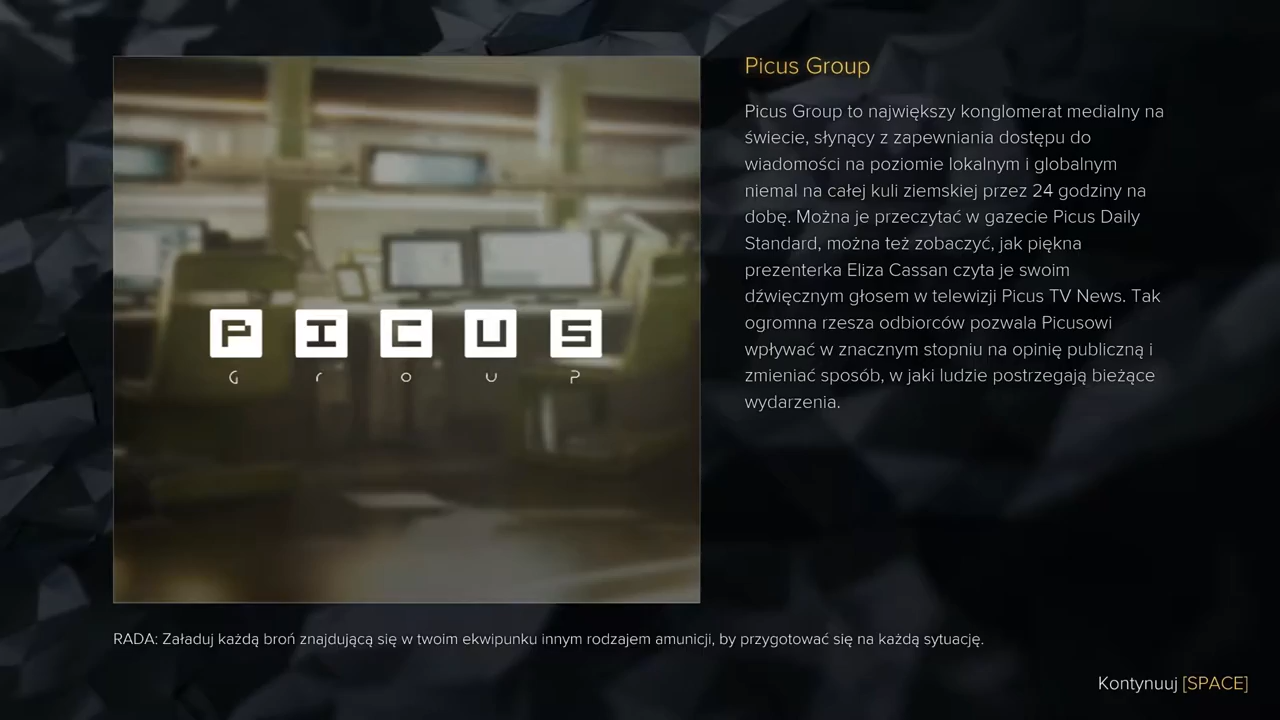 PICUS
GroUP
Picus Group
Picus Group to największy konglomerat medialny na
świecie, słynący z zapewniania dostępu do
wiadomości na poziomie lokalnym i globalnym
niemal na całej kuli ziemskiej przez 24 godziny na
dobę. Można je przeczytać w gazecie Picus Daily
Standard, można też zobaczyć, jak piękna
prezenterka Eliza Cassan czyta je swoim
dźwięcznym głosem w telewizji Picus TV News. Tak
ogromna rzesza odbiorców pozwala Picusowi
wpływać w znacznym stopniu na opinię publiczną i
zmieniać sposób, w jaki ludzie postrzegają bieżące
wydarzenia.
RADA: Załaduj każdą broń znajdującą się w twoim ekwipunku innym rodzajem amunicji, by przygotować się na każdą sytuację.
Kontynuuj [SPACE]